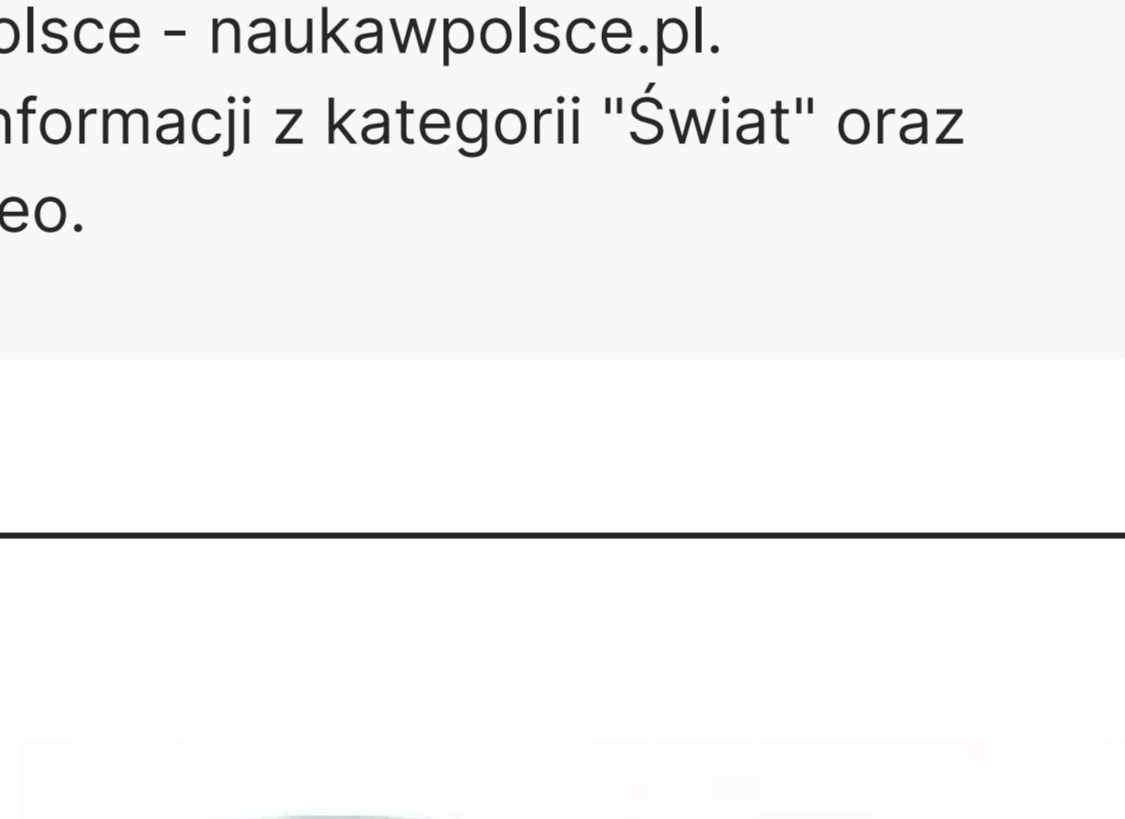 olsce - naukawpolsce.pl.
nformacji z kategorii "Świat" oraz
eo.